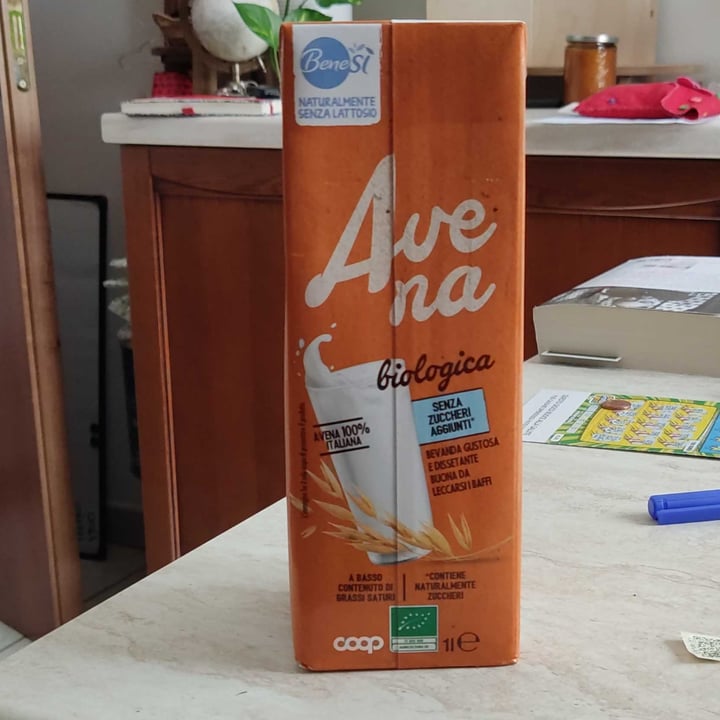 BeneSì
NATURALMENTE
SENZA LATTOSIO
Ave
na
biologica
SENZA
ZUCCHERI
AGGIUNTI*
AVENA 100%
ITALIANA
BEVANDA GUSTOSA
E DISSETANTE
BUONA DA
LECCARSI I BAFFI
A BASSO
CONTENUTO DI
GRASSI SATURI
*CONTIENE
NATURALMENTE
ZUCCHERI
coop
1l e